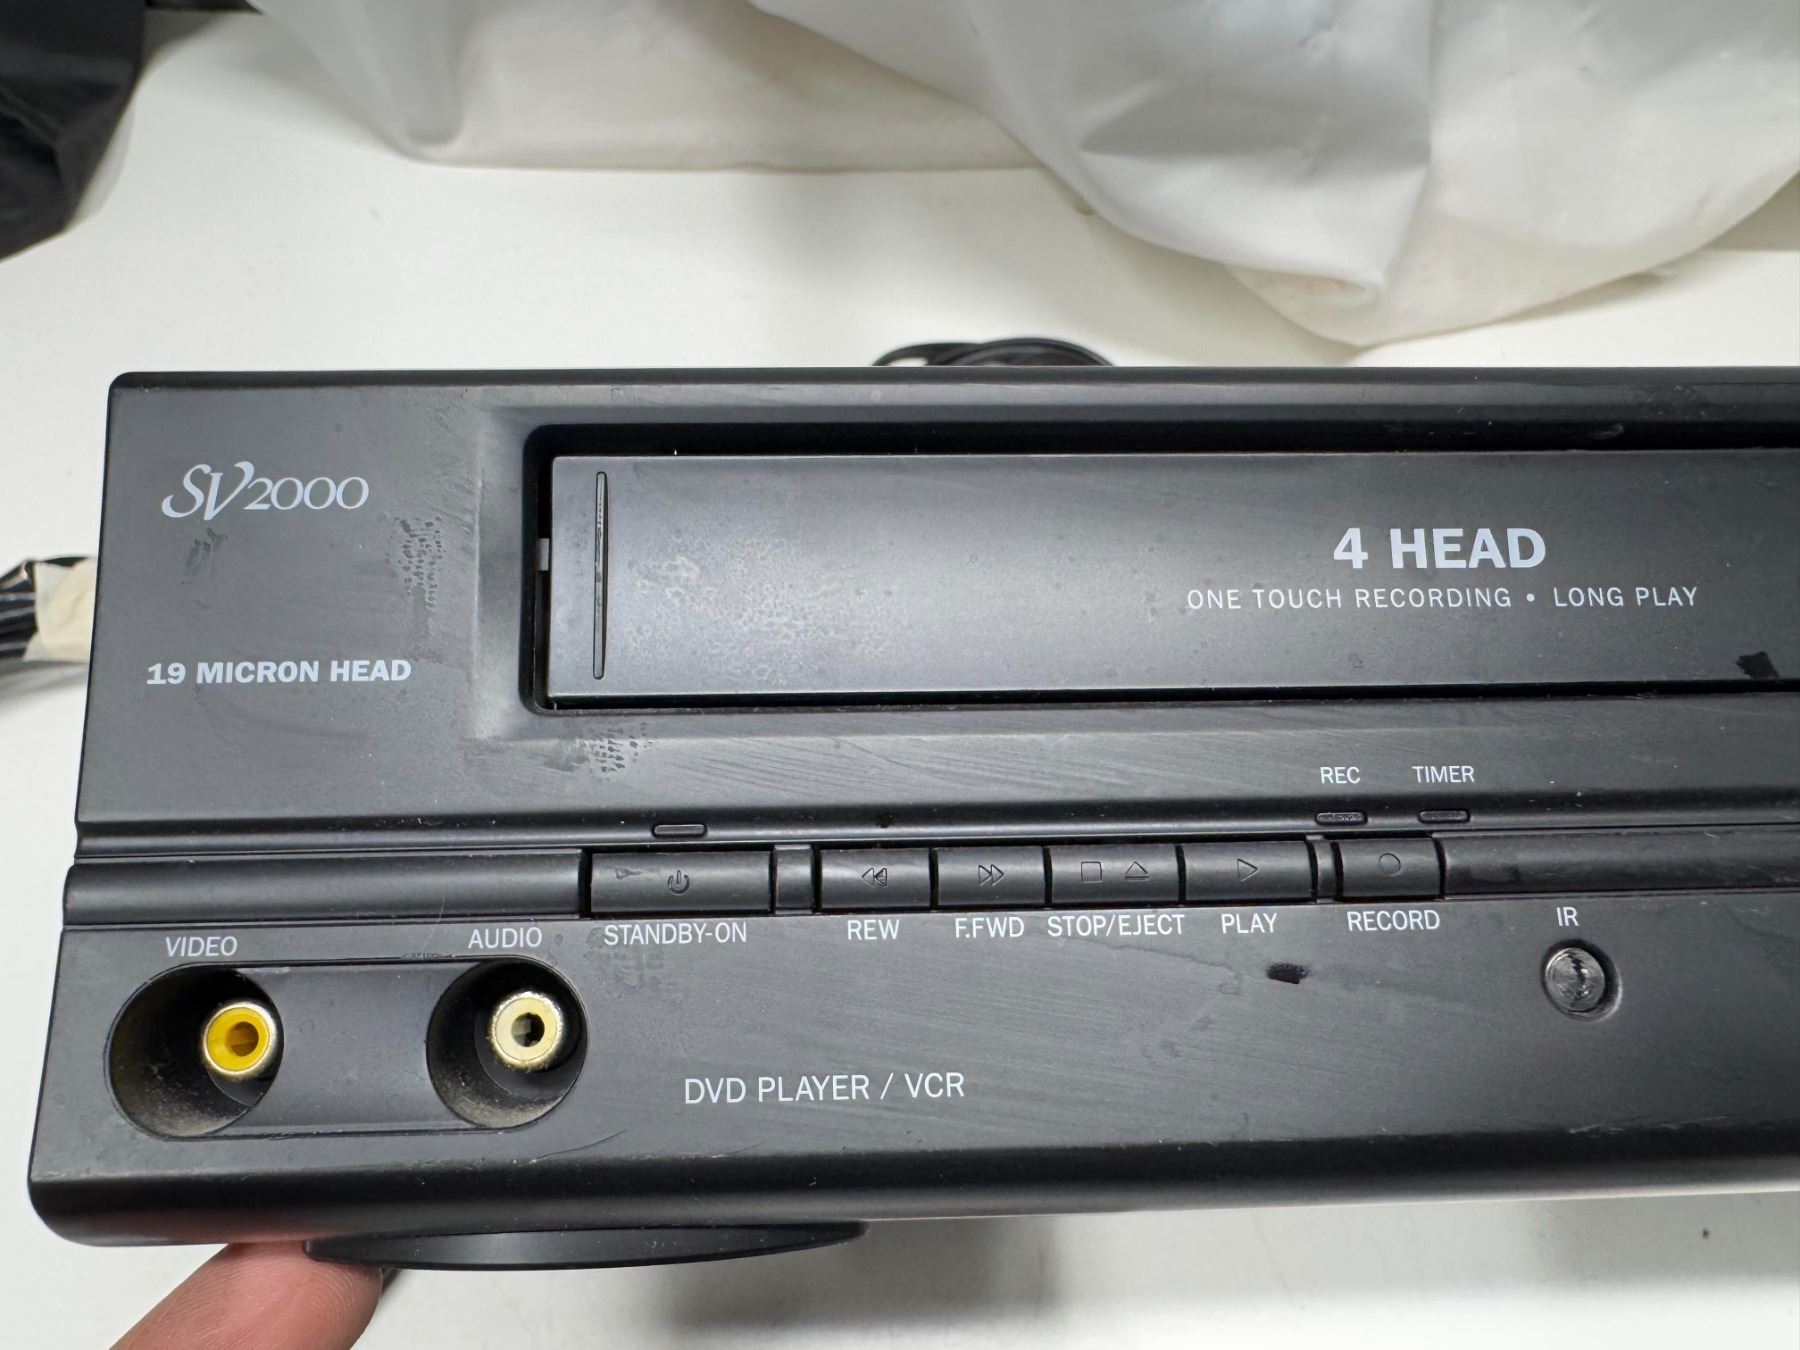 SV2000
4 HEAD
ONE TOUCH RECORDING • LONG PLAY
19 MICRON HEAD
REC TIMER
VIDEO AUDIO STANDBY-ON REW F.FWD STOP/EJECT PLAY RECORD IR
DVD PLAYER / VCR